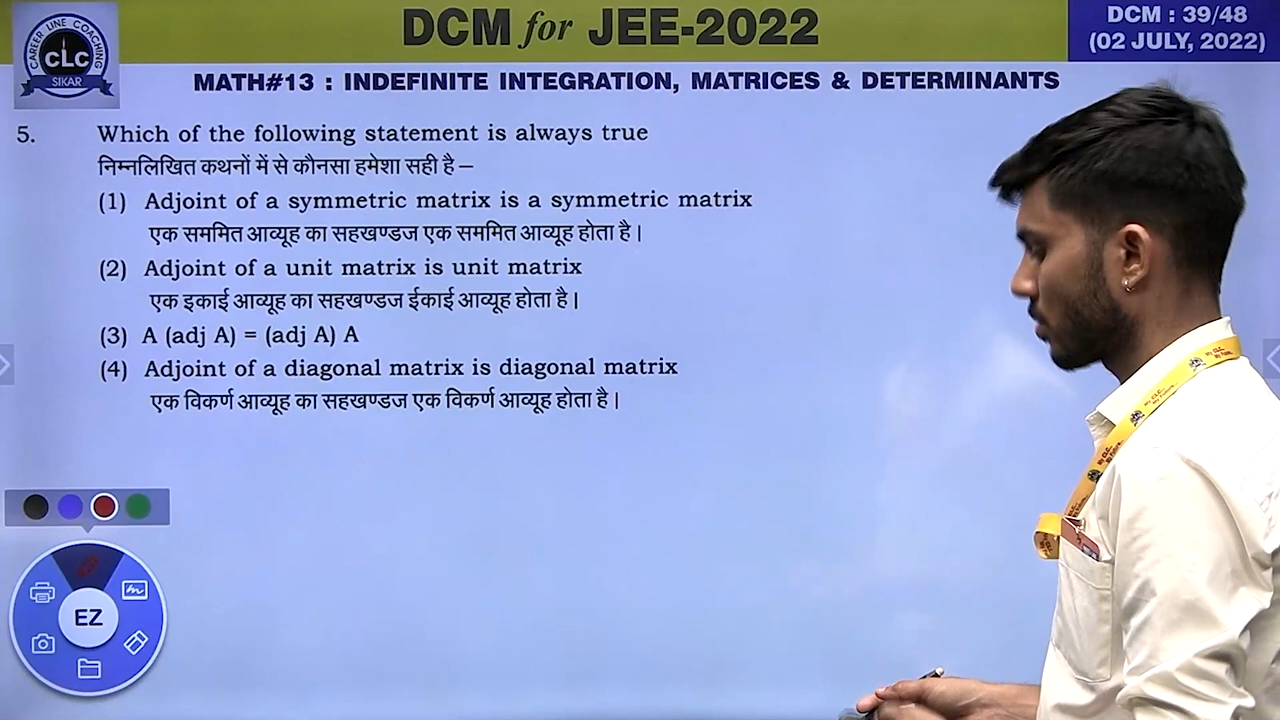 DCM for JEE-2022
DCM : 39/48
(02 JULY, 2022)
CAREER LINE COACHING
CLC
SIKAR
MATH#13 : INDEFINITE INTEGRATION, MATRICES & DETERMINANTS
5. Which of the following statement is always true
निम्नलिखित कथनों में से कौनसा हमेशा सही है –
(1) Adjoint of a symmetric matrix is a symmetric matrix
एक सममित आव्यूह का सहखण्डज एक सममित आव्यूह होता है।
(2) Adjoint of a unit matrix is unit matrix
एक इकाई आव्यूह का सहखण्डज ईकाई आव्यूह होता है।
(3) A (adj A) = (adj A) A
(4) Adjoint of a diagonal matrix is diagonal matrix
एक विकर्ण आव्यूह का सहखण्डज एक विकर्ण आव्यूह होता है।
EZ